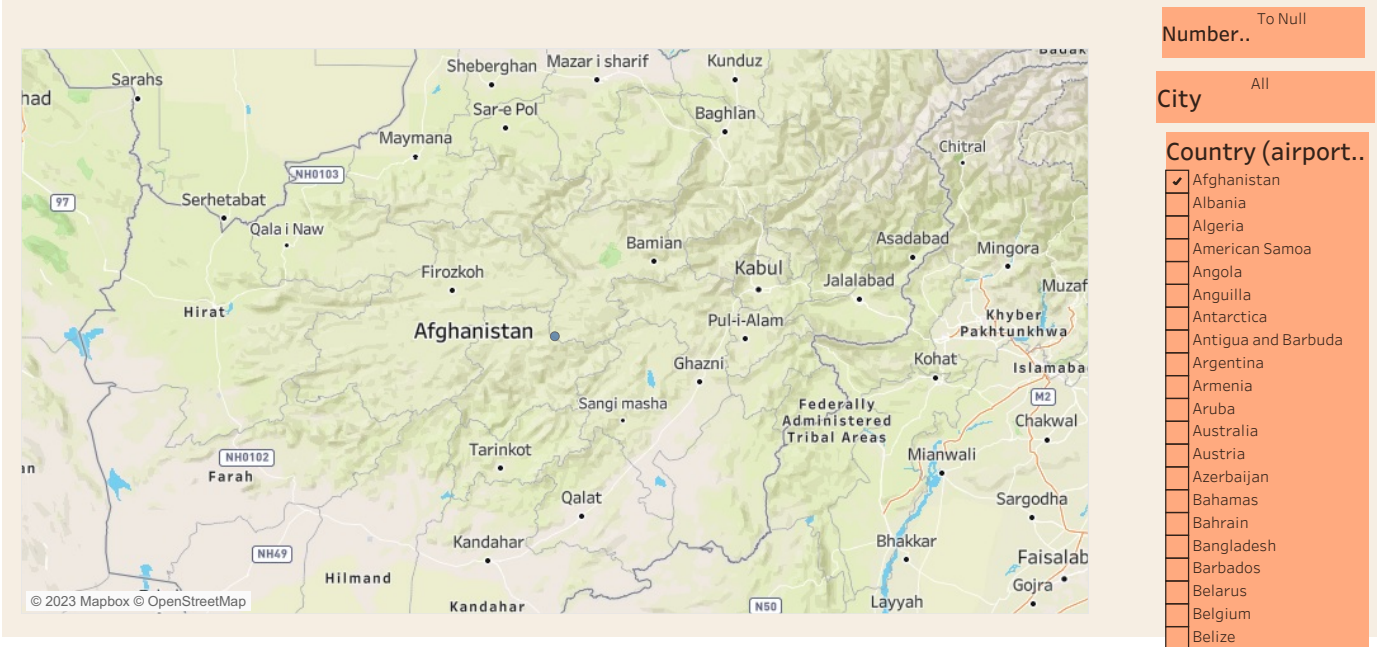 To Null
Number..
All
City
Country (airport..
Afghanistan
Albania
Algeria
American Samoa
Angola
Anguilla
Antarctica
Antigua and Barbuda
Argentina
Armenia
Aruba
Australia
Austria
Azerbaijan
Bahamas
Bahrain
Bangladesh
Barbados
Belarus
Belgium
Belize
Badak
Sheberghan
Mazar i sharif
Kunduz
Sarahs
had
Sar-e Pol
Baghlan
Maymana
Chitral
NH0103
97
Serhetabat
Qala i Naw
Bamian
Asadabad
Mingora
Firozkoh
Kabul
Jalalabad
Muzaf
Hirat
Khyber
Pakhtunkhwa
Afghanistan
Pul-i-Alam
Ghazni
Kohat
Islamaba
Sangi masha
M2
Federally
Administered
Tribal Areas
Chakwal
Tarinkot
Mianwali
NH0102
an
Farah
Qalat
Sargodha
Kandahar
Bhakkar
NH49
Faisalab
Hilmand
Gojra
© 2023 Mapbox © OpenStreetMap
Kandahar
N50
Layyah